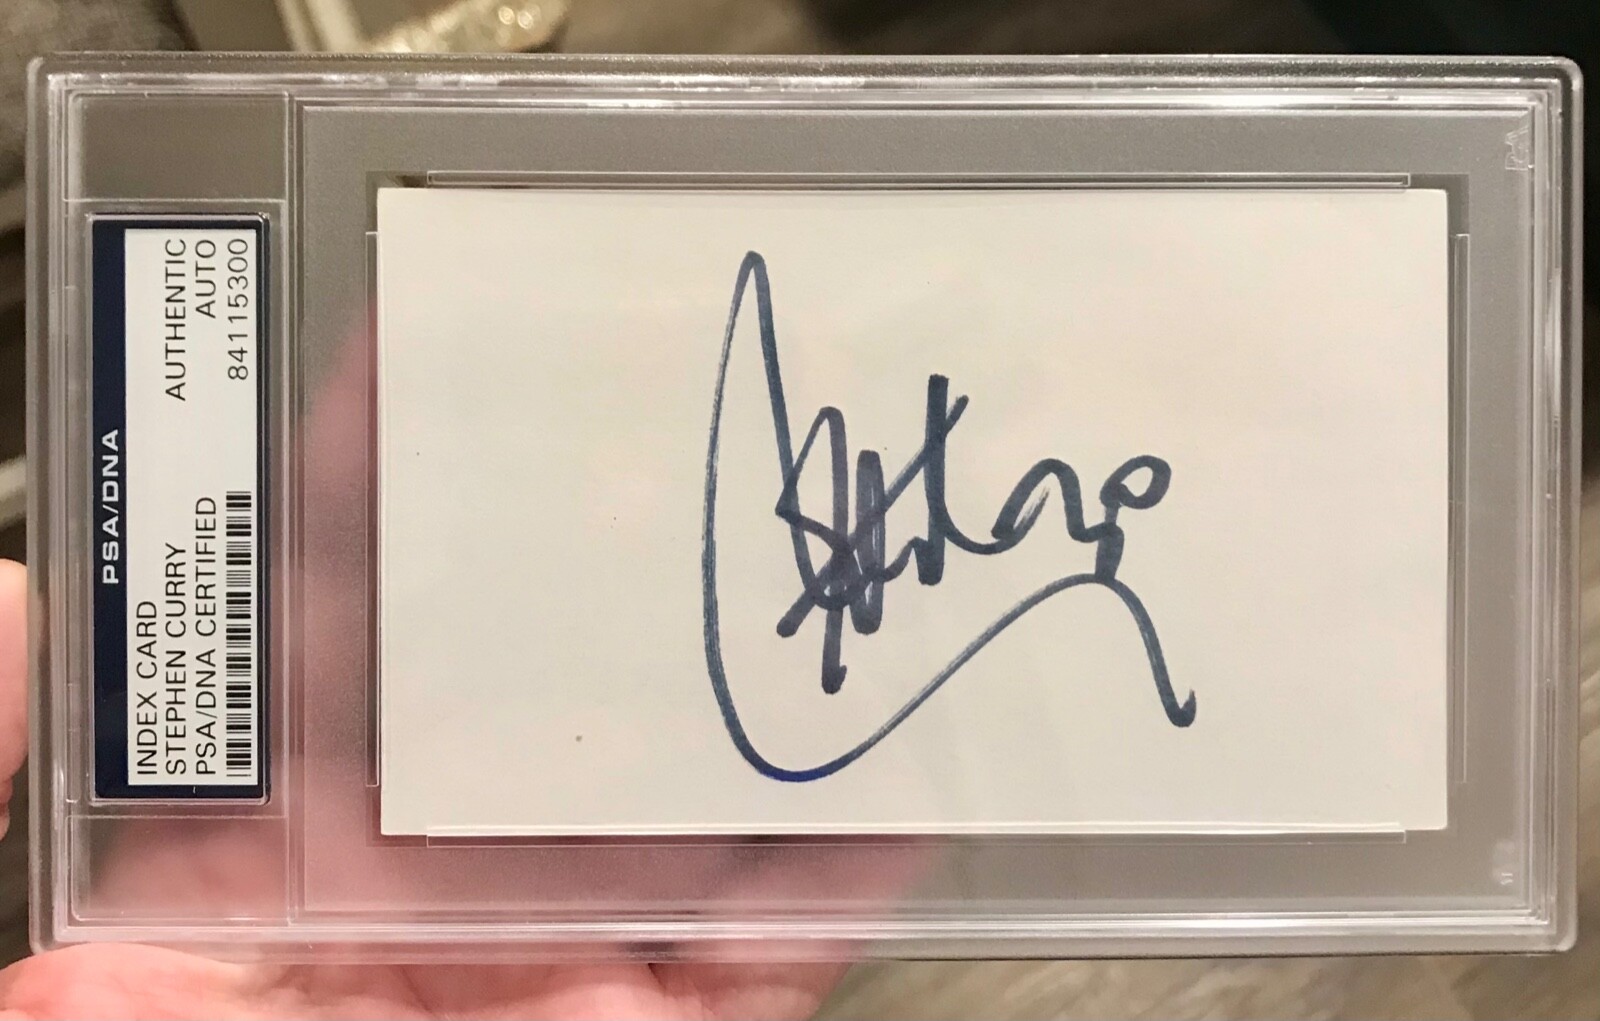 PSA/DNA
INDEX CARD
STEPHEN CURRY AUTHENTIC
PSA/DNA CERTIFIED AUTO
84115300